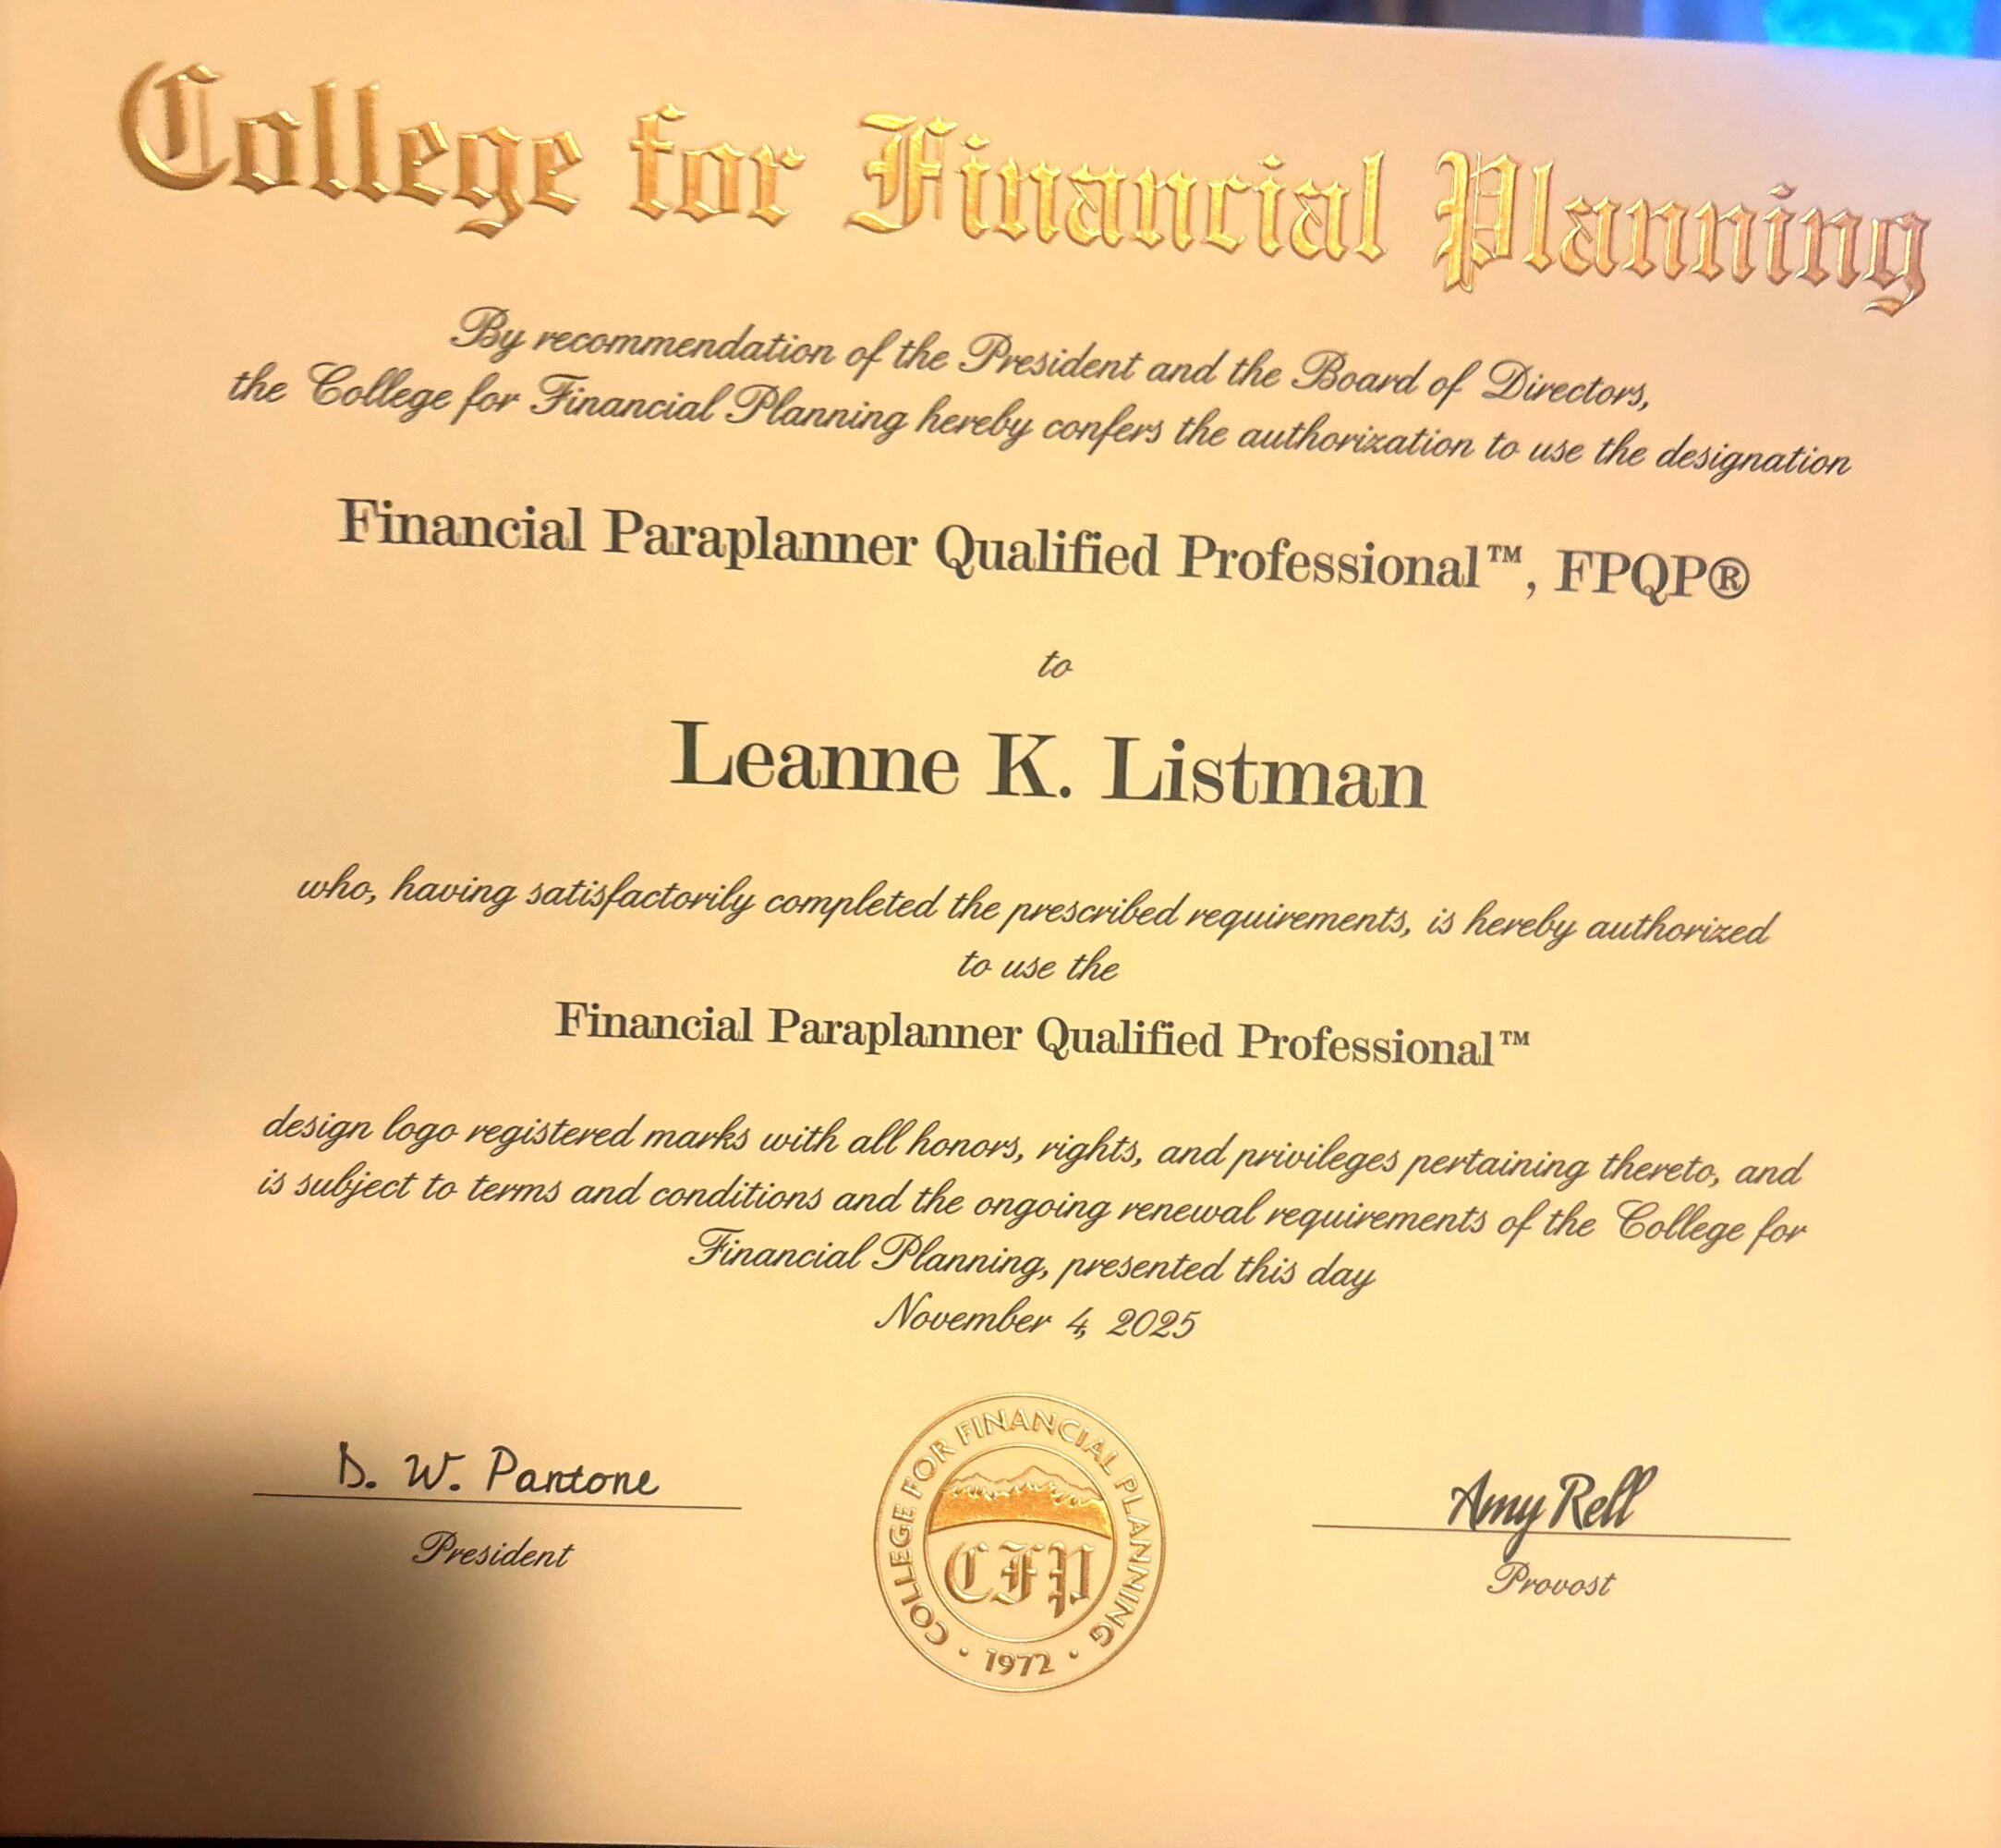 College for Financial Planning
By recommendation of the President and the Board of Directors,
the College for Financial Planning hereby confers the authorization to use the designation
Financial Paraplanner Qualified Professional™, FPQP®
to
Leanne K. Listman
who, having satisfactorily completed the prescribed requirements, is hereby authorized
to use the
Financial Paraplanner Qualified Professional™
design logo registered marks with all honors, rights, and privileges pertaining thereto, and
is subject to terms and conditions and the ongoing renewal requirements of the College for
Financial Planning, presented this day
November 4, 2025
D. W. Pantone
President
COLLEGE FOR FINANCIAL PLANNING
CFP
• 1972 •
Amy Rell
Provost